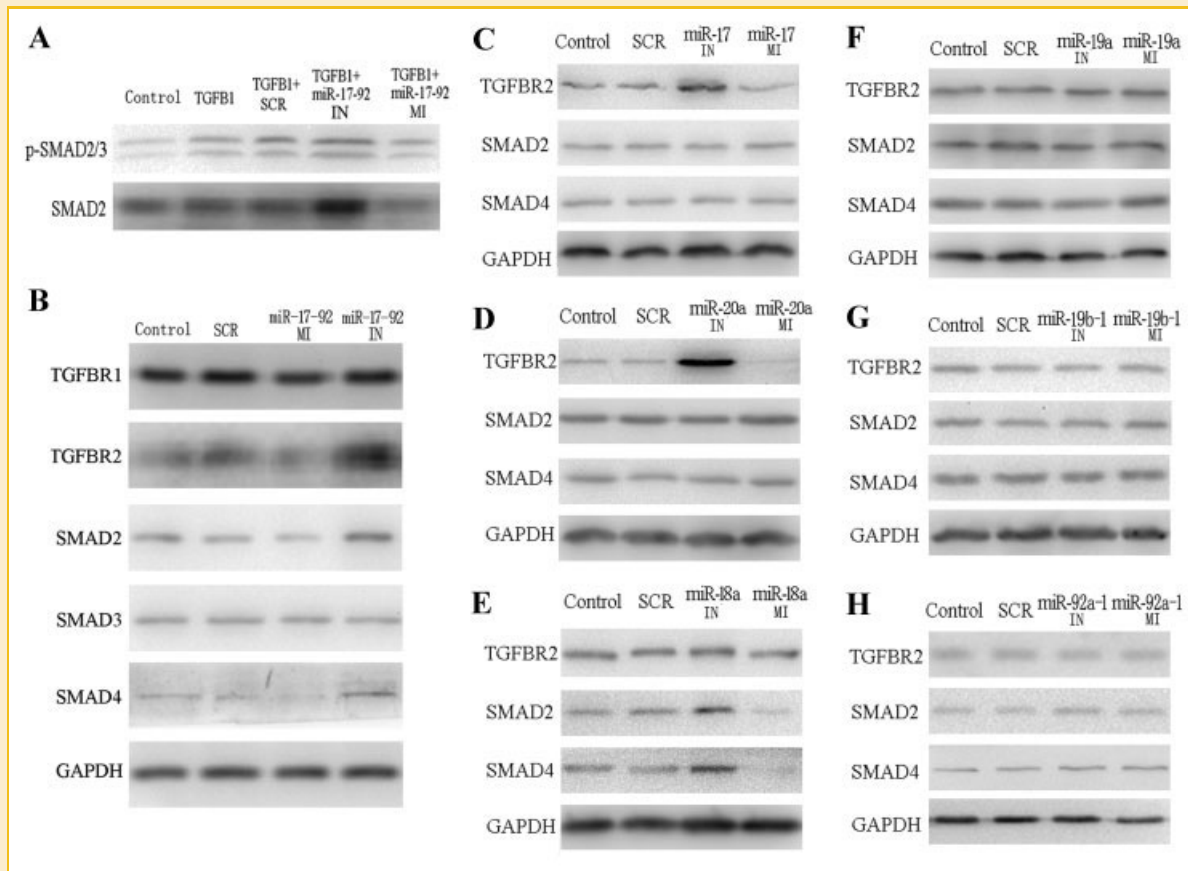 A
Control TGFB1 TGFB1+ SCR TGFB1+ miR-17-92 IN TGFB1+ miR-17-92 MI
p-SMAD2/3
SMAD2
B
Control SCR miR-17-92 MI miR-17-92 IN
TGFBR1
TGFBR2
SMAD2
SMAD3
SMAD4
GAPDH
C
Control SCR miR-17 IN miR-17 MI
TGFBR2
SMAD2
SMAD4
GAPDH
D
Control SCR miR-20a IN miR-20a MI
TGFBR2
SMAD2
SMAD4
GAPDH
E
Control SCR miR-18a IN miR-18a MI
TGFBR2
SMAD2
SMAD4
GAPDH
F
Control SCR miR-19a IN miR-19a MI
TGFBR2
SMAD2
SMAD4
GAPDH
G
Control SCR miR-19b-1 IN miR-19b-1 MI
TGFBR2
SMAD2
SMAD4
GAPDH
H
Control SCR miR-92a-1 IN miR-92a-1 MI
TGFBR2
SMAD2
SMAD4
GAPDH